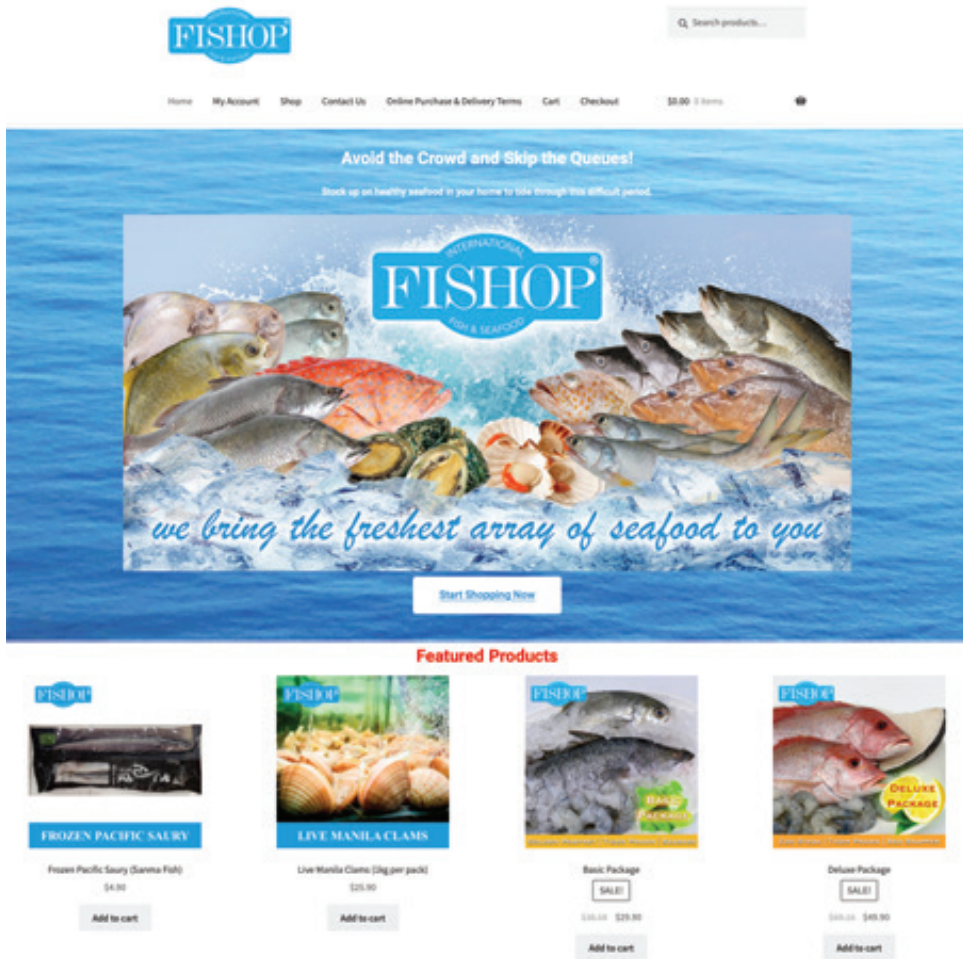 FISHOP
Search products…
Home My Account Shop Contact Us Online Purchase & Delivery Terms Cart Checkout $0.00 0 items
Avoid the Crowd and Skip the Queues!
Stock up on healthy seafood in your home to tide through this difficult period.
INTERNATIONAL
FISHOP®
FISH & SEAFOOD
we bring the freshest array of seafood to you
Start Shopping Now
Featured Products
FISHOP FISHOP FISHOP FISHOP
BASIC PACKAGE
DELUXE PACKAGE
FROZEN PACIFIC SAURY LIVE MANILA CLAMS
Frozen Pacific Saury (Sanma Fish) Live Manila Clams (1kg per pack) Basic Package Deluxe Package
$4.90 $25.90 SALE! SALE!
$29.90 $49.90
Add to cart Add to cart Add to cart Add to cart